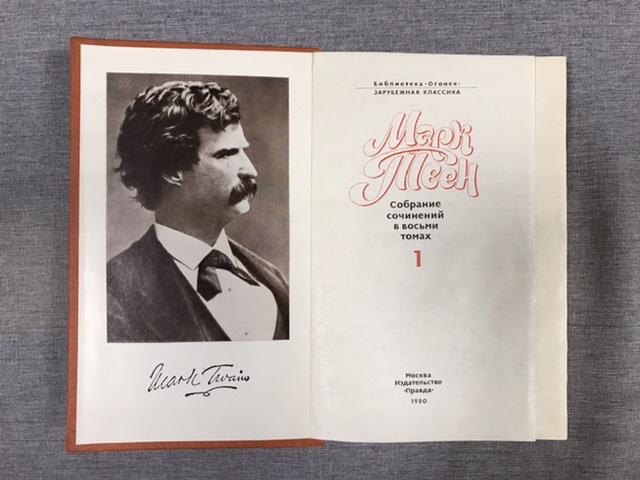 Mark Twain
Библиотека «Огонек»
ЗАРУБЕЖНАЯ КЛАССИКА
Марк
Твен
Собрание
сочинений
в восьми
томах
1
Москва
Издательство
«Правда»
1980